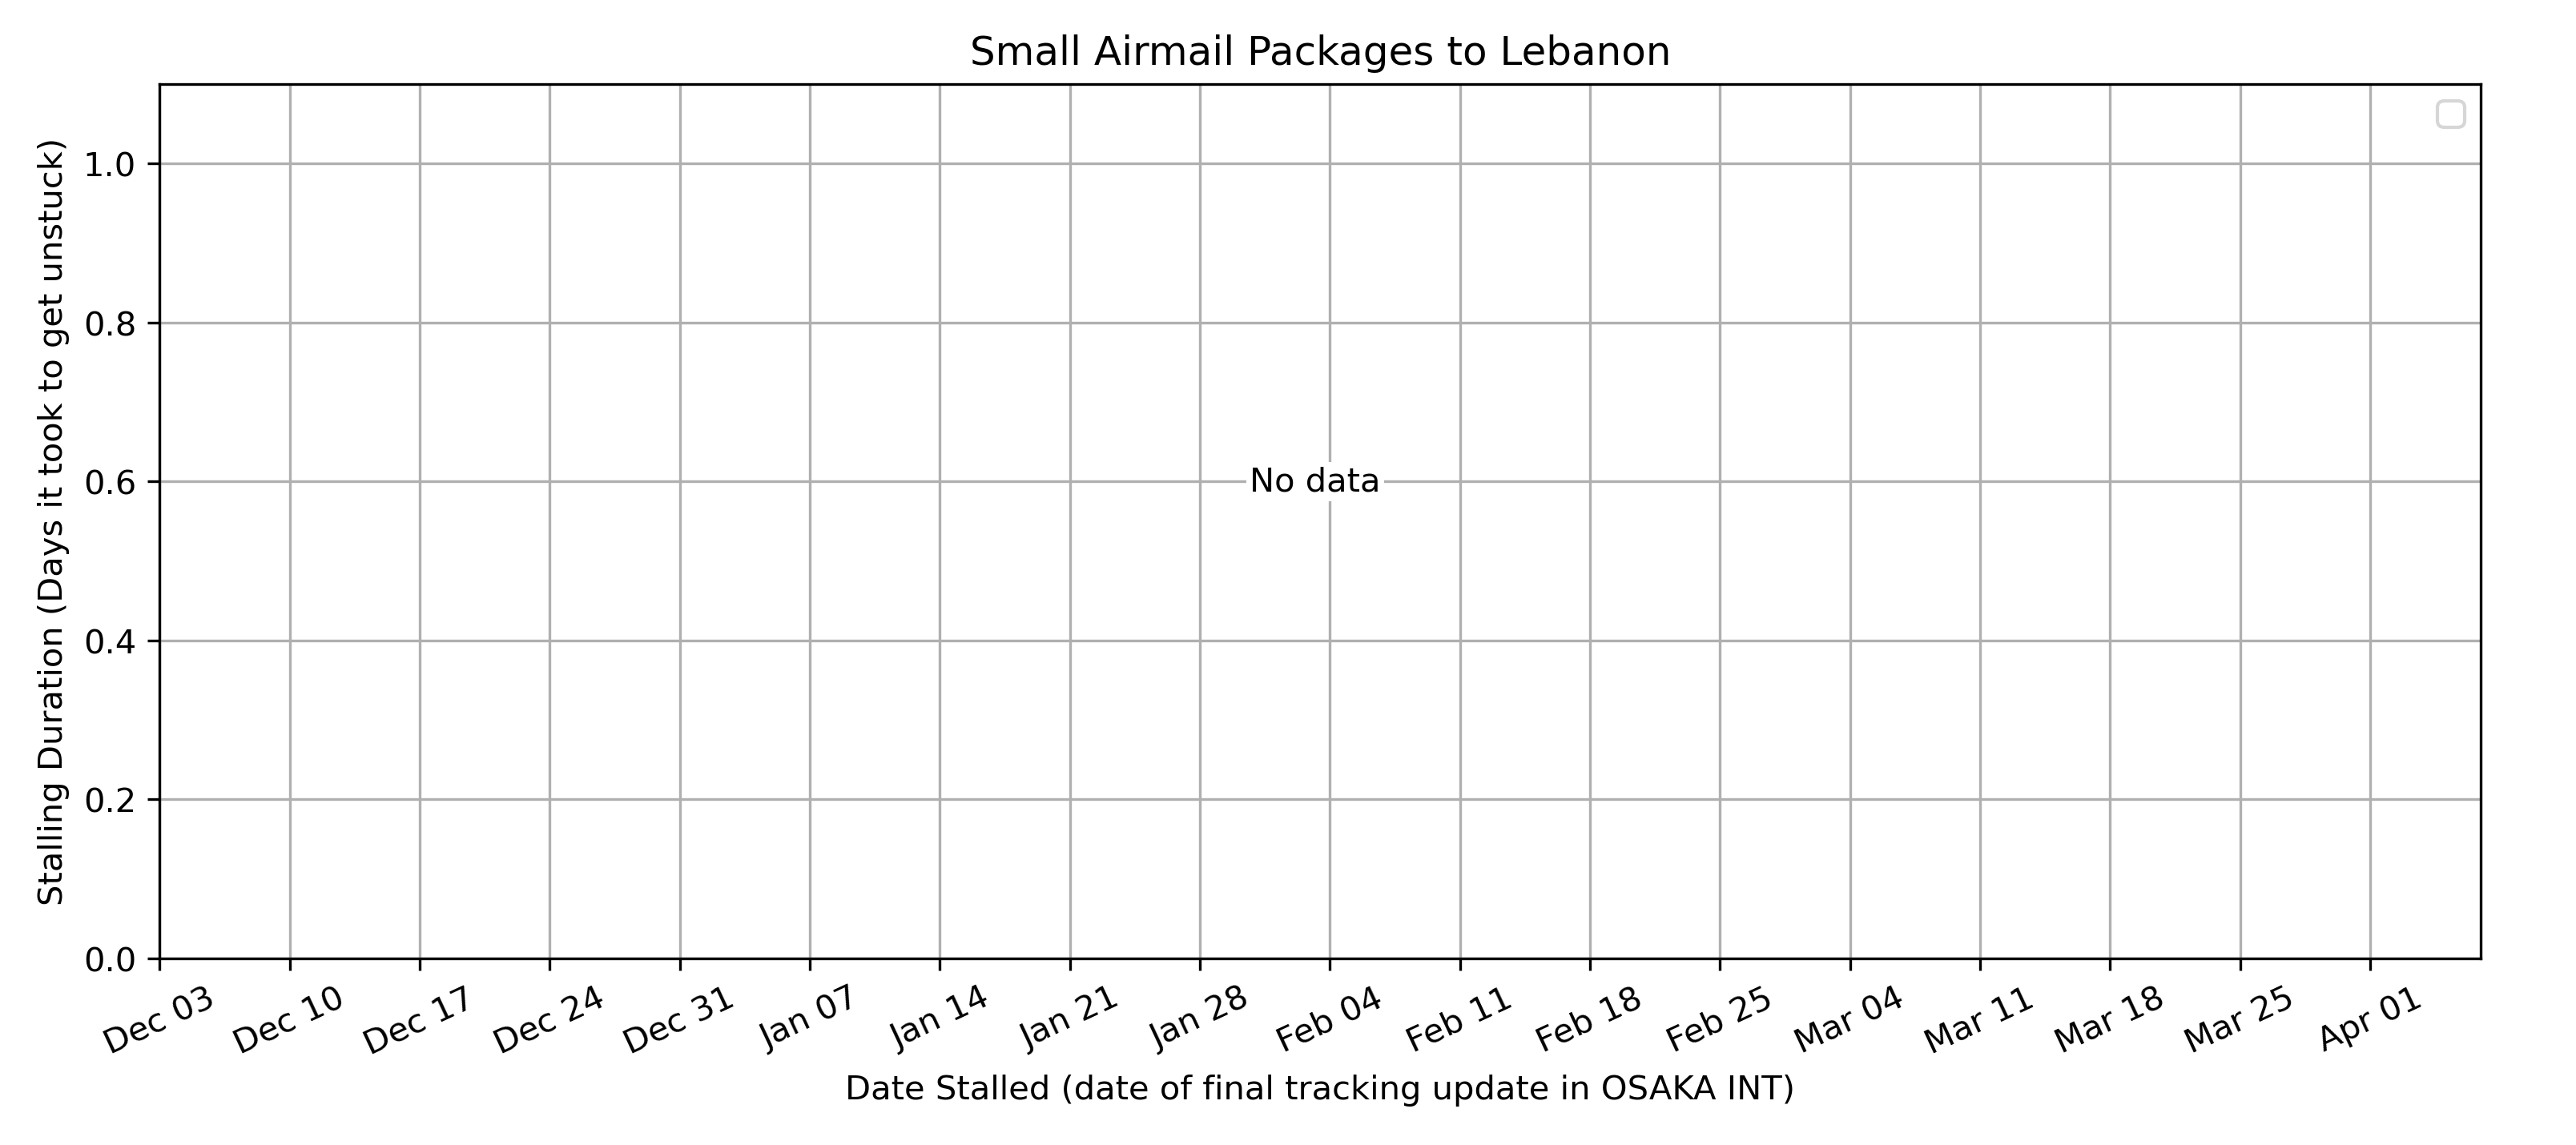 Small Airmail Packages to Lebanon
Stalling Duration (Days it took to get unstuck)
1.0
0.8
0.6
0.4
0.2
0.0
No data
Dec 03 Dec 10 Dec 17 Dec 24 Dec 31 Jan 07 Jan 14 Jan 21 Jan 28 Feb 04 Feb 11 Feb 18 Feb 25 Mar 04 Mar 11 Mar 18 Mar 25 Apr 01
Date Stalled (date of final tracking update in OSAKA INT)